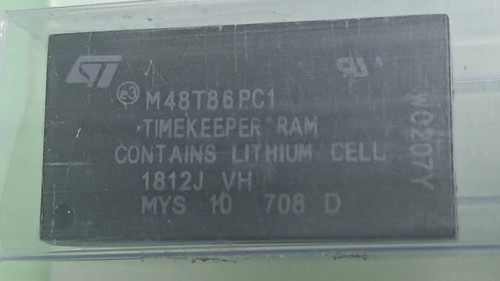 ST
e3 M48T86PC1
TIMEKEEPER RAM
CONTAINS LITHIUM CELL
1812J VH
MYS 10 708 D
W0207Y